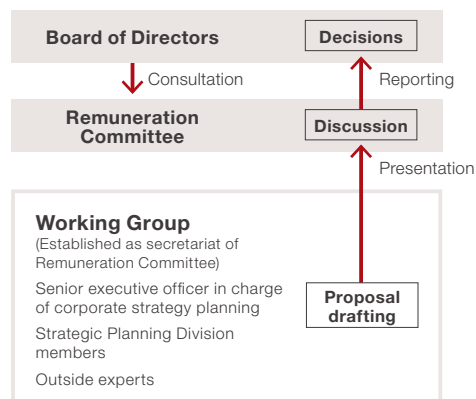 Board of Directors
Decisions
Consultation
Reporting
Remuneration
Committee
Discussion
Presentation
Working Group
(Established as secretariat of
Remuneration Committee)
Senior executive officer in charge
of corporate strategy planning
Strategic Planning Division
members
Outside experts
Proposal
drafting